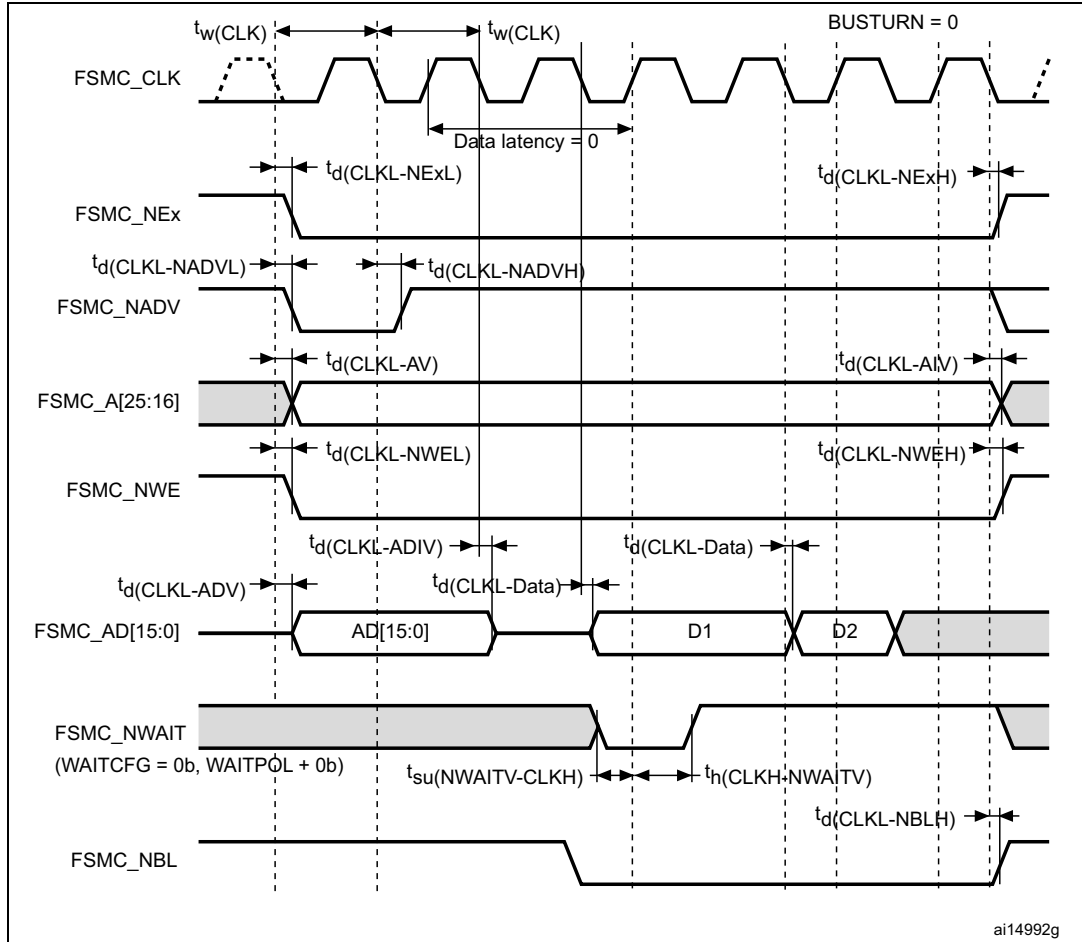 tw(CLK)
tw(CLK)
BUSTURN = 0
FSMC_CLK
Data latency = 0
td(CLKL-NExL)
td(CLKL-NExH)
FSMC_NEx
td(CLKL-NADVL)
td(CLKL-NADVH)
FSMC_NADV
td(CLKL-AV)
td(CLKL-AIV)
FSMC_A[25:16]
td(CLKL-NWEL)
td(CLKL-NWEH)
FSMC_NWE
td(CLKL-ADIV)
td(CLKL-Data)
td(CLKL-ADV)
td(CLKL-Data)
FSMC_AD[15:0]
AD[15:0]
D1
D2
FSMC_NWAIT
(WAITCFG = 0b, WAITPOL + 0b)
tsu(NWAITV-CLKH)
th(CLKH-NWAITV)
td(CLKL-NBLH)
FSMC_NBL
ai14992g